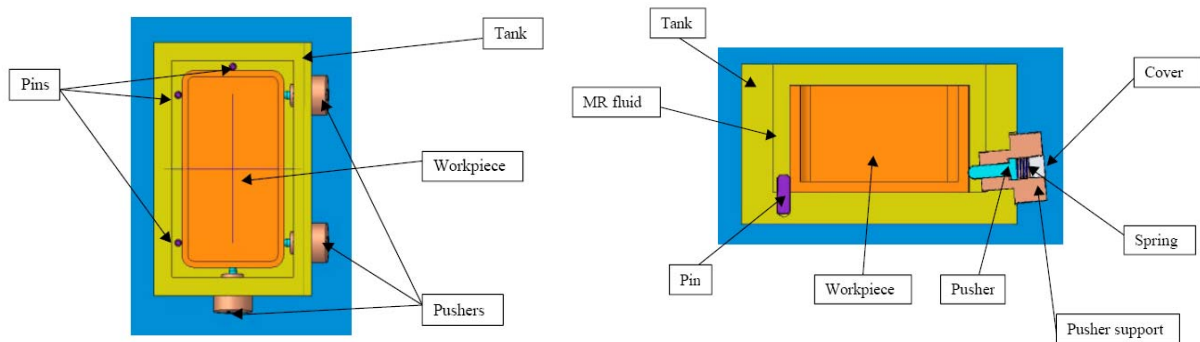 Tank
Pins
Workpiece
Pushers
Tank
MR fluid
Cover
Pin
Workpiece
Pusher
Spring
Pusher support